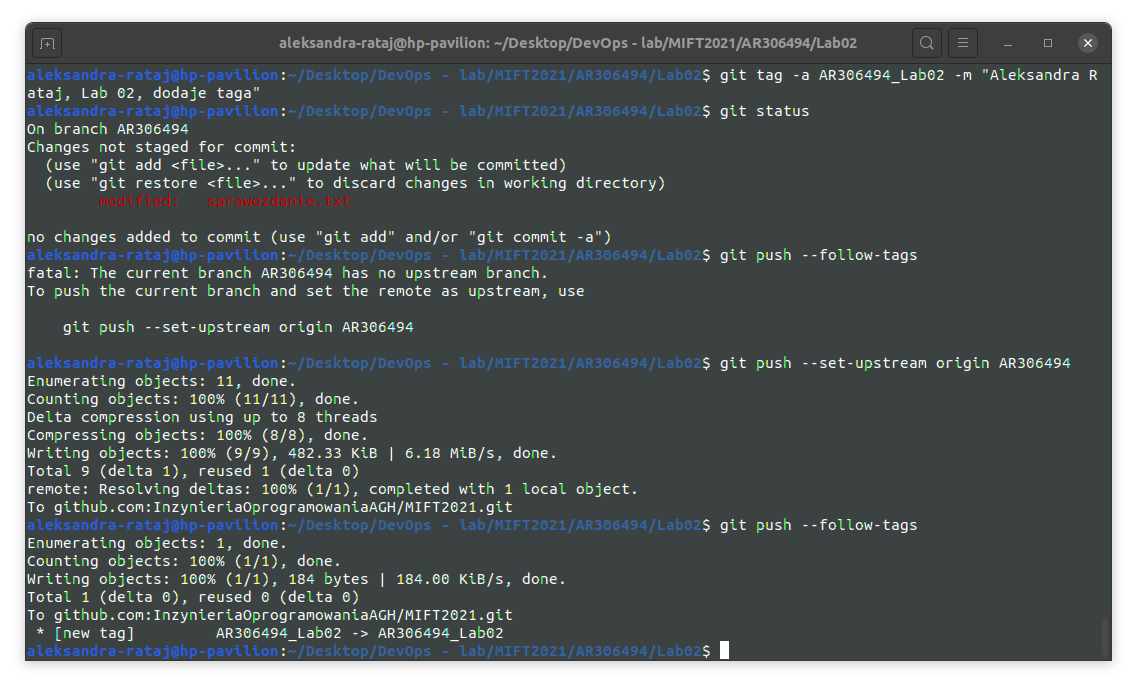 aleksandra-rataj@hp-pavilion: ~/Desktop/DevOps - lab/MIFT2021/AR306494/Lab02
aleksandra-rataj@hp-pavilion:~/Desktop/DevOps - lab/MIFT2021/AR306494/Lab02$ git tag -a AR306494_Lab02 -m "Aleksandra R
ataj, Lab 02, dodaje taga"
aleksandra-rataj@hp-pavilion:~/Desktop/DevOps - lab/MIFT2021/AR306494/Lab02$ git status
On branch AR306494
Changes not staged for commit:
  (use "git add <file>..." to update what will be committed)
  (use "git restore <file>..." to discard changes in working directory)
        modified:   sprawozdanie.txt

no changes added to commit (use "git add" and/or "git commit -a")
aleksandra-rataj@hp-pavilion:~/Desktop/DevOps - lab/MIFT2021/AR306494/Lab02$ git push --follow-tags
fatal: The current branch AR306494 has no upstream branch.
To push the current branch and set the remote as upstream, use

    git push --set-upstream origin AR306494

aleksandra-rataj@hp-pavilion:~/Desktop/DevOps - lab/MIFT2021/AR306494/Lab02$ git push --set-upstream origin AR306494
Enumerating objects: 11, done.
Counting objects: 100% (11/11), done.
Delta compression using up to 8 threads
Compressing objects: 100% (8/8), done.
Writing objects: 100% (9/9), 482.33 KiB | 6.18 MiB/s, done.
Total 9 (delta 1), reused 1 (delta 0)
remote: Resolving deltas: 100% (1/1), completed with 1 local object.
To github.com:InzynieriaOprogramowaniaAGH/MIFT2021.git
aleksandra-rataj@hp-pavilion:~/Desktop/DevOps - lab/MIFT2021/AR306494/Lab02$ git push --follow-tags
Enumerating objects: 1, done.
Counting objects: 100% (1/1), done.
Writing objects: 100% (1/1), 184 bytes | 184.00 KiB/s, done.
Total 1 (delta 0), reused 0 (delta 0)
To github.com:InzynieriaOprogramowaniaAGH/MIFT2021.git
 * [new tag]         AR306494_Lab02 -> AR306494_Lab02
aleksandra-rataj@hp-pavilion:~/Desktop/DevOps - lab/MIFT2021/AR306494/Lab02$